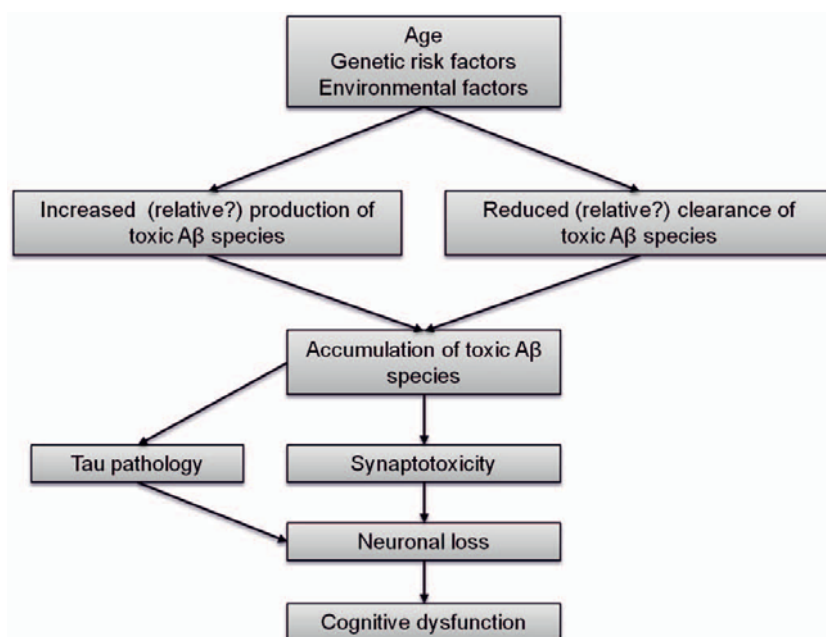 Age
Genetic risk factors
Environmental factors
Increased (relative?) production of
toxic Aβ species
Reduced (relative?) clearance of
toxic Aβ species
Accumulation of toxic Aβ
species
Tau pathology
Synaptotoxicity
Neuronal loss
Cognitive dysfunction